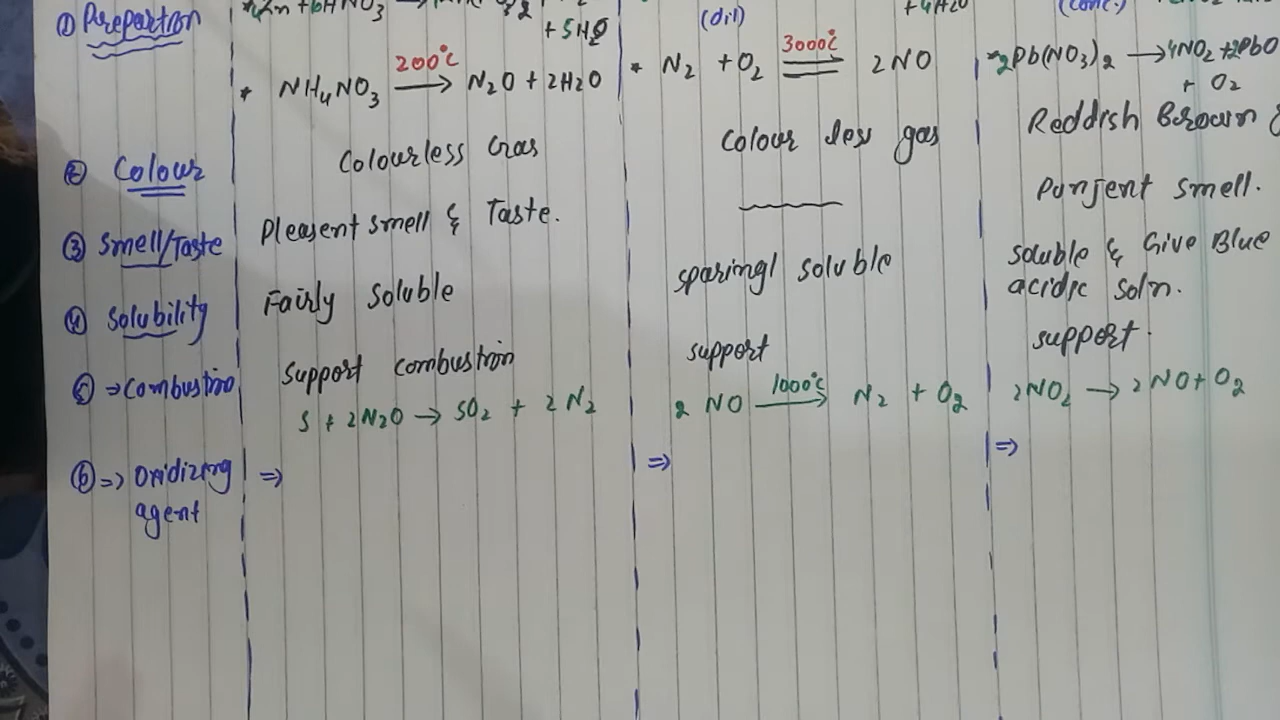 ① Prepartion
+ 5H2O
* NH4NO3 200°C → N2O + 2H2O
(dil)
* N2 + O2 3000°C 2NO
+ 4H2O
(conc.)
2Pb(NO3)2 → 4NO2 + 2PbO
+ O2
② Colour
Colourless Gas
Colour less gas
Reddish Brown
③ Smell/Taste
Pleasent smell & Taste.
Punjent smell.
④ Solubility
Fairly soluble
sparingl soluble
soluble & Give Blue
acidic soln.
⑤ ⇒ Combustion
Support combustion
support
support.
S + 2N2O → SO2 + 2N2
2NO 1000°C → N2 + O2
2NO2 → 2NO + O2
⑥ ⇒ Oxidizing
agent
⇒
⇒
⇒